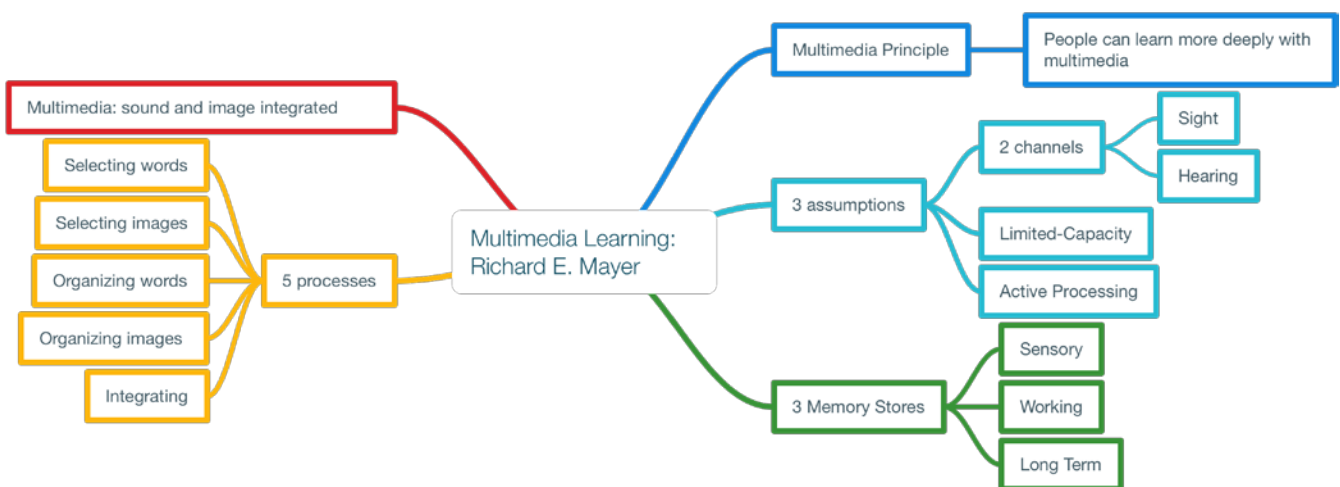 Multimedia Learning:
Richard E. Mayer
Multimedia: sound and image integrated
5 processes
Selecting words
Selecting images
Organizing words
Organizing images
Integrating
Multimedia Principle
People can learn more deeply with
multimedia
3 assumptions
2 channels
Sight
Hearing
Limited-Capacity
Active Processing
3 Memory Stores
Sensory
Working
Long Term